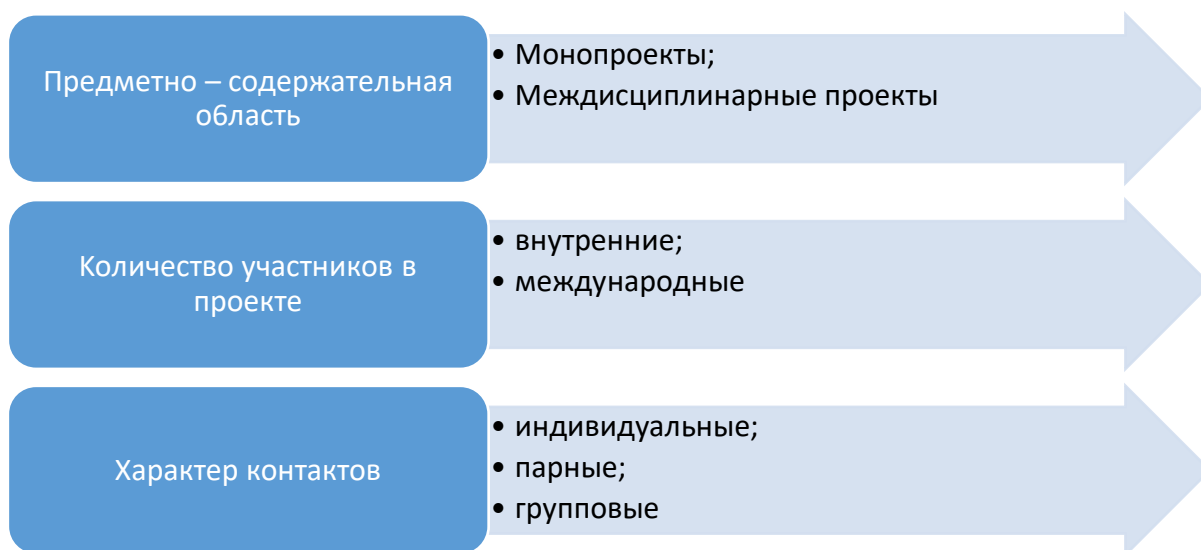 Предметно – содержательная
область
• Монопроекты;
• Междисциплинарные проекты
Количество участников в
проекте
• внутренние;
• международные
Характер контактов
• индивидуальные;
• парные;
• групповые